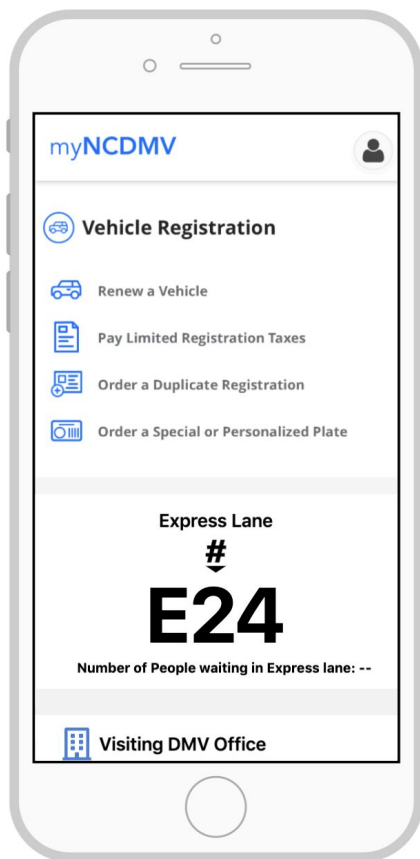 myNCDMV
Vehicle Registration
Renew a Vehicle
Pay Limited Registration Taxes
Order a Duplicate Registration
Order a Special or Personalized Plate
Express Lane
#
E24
Number of People waiting in Express lane: --
Visiting DMV Office